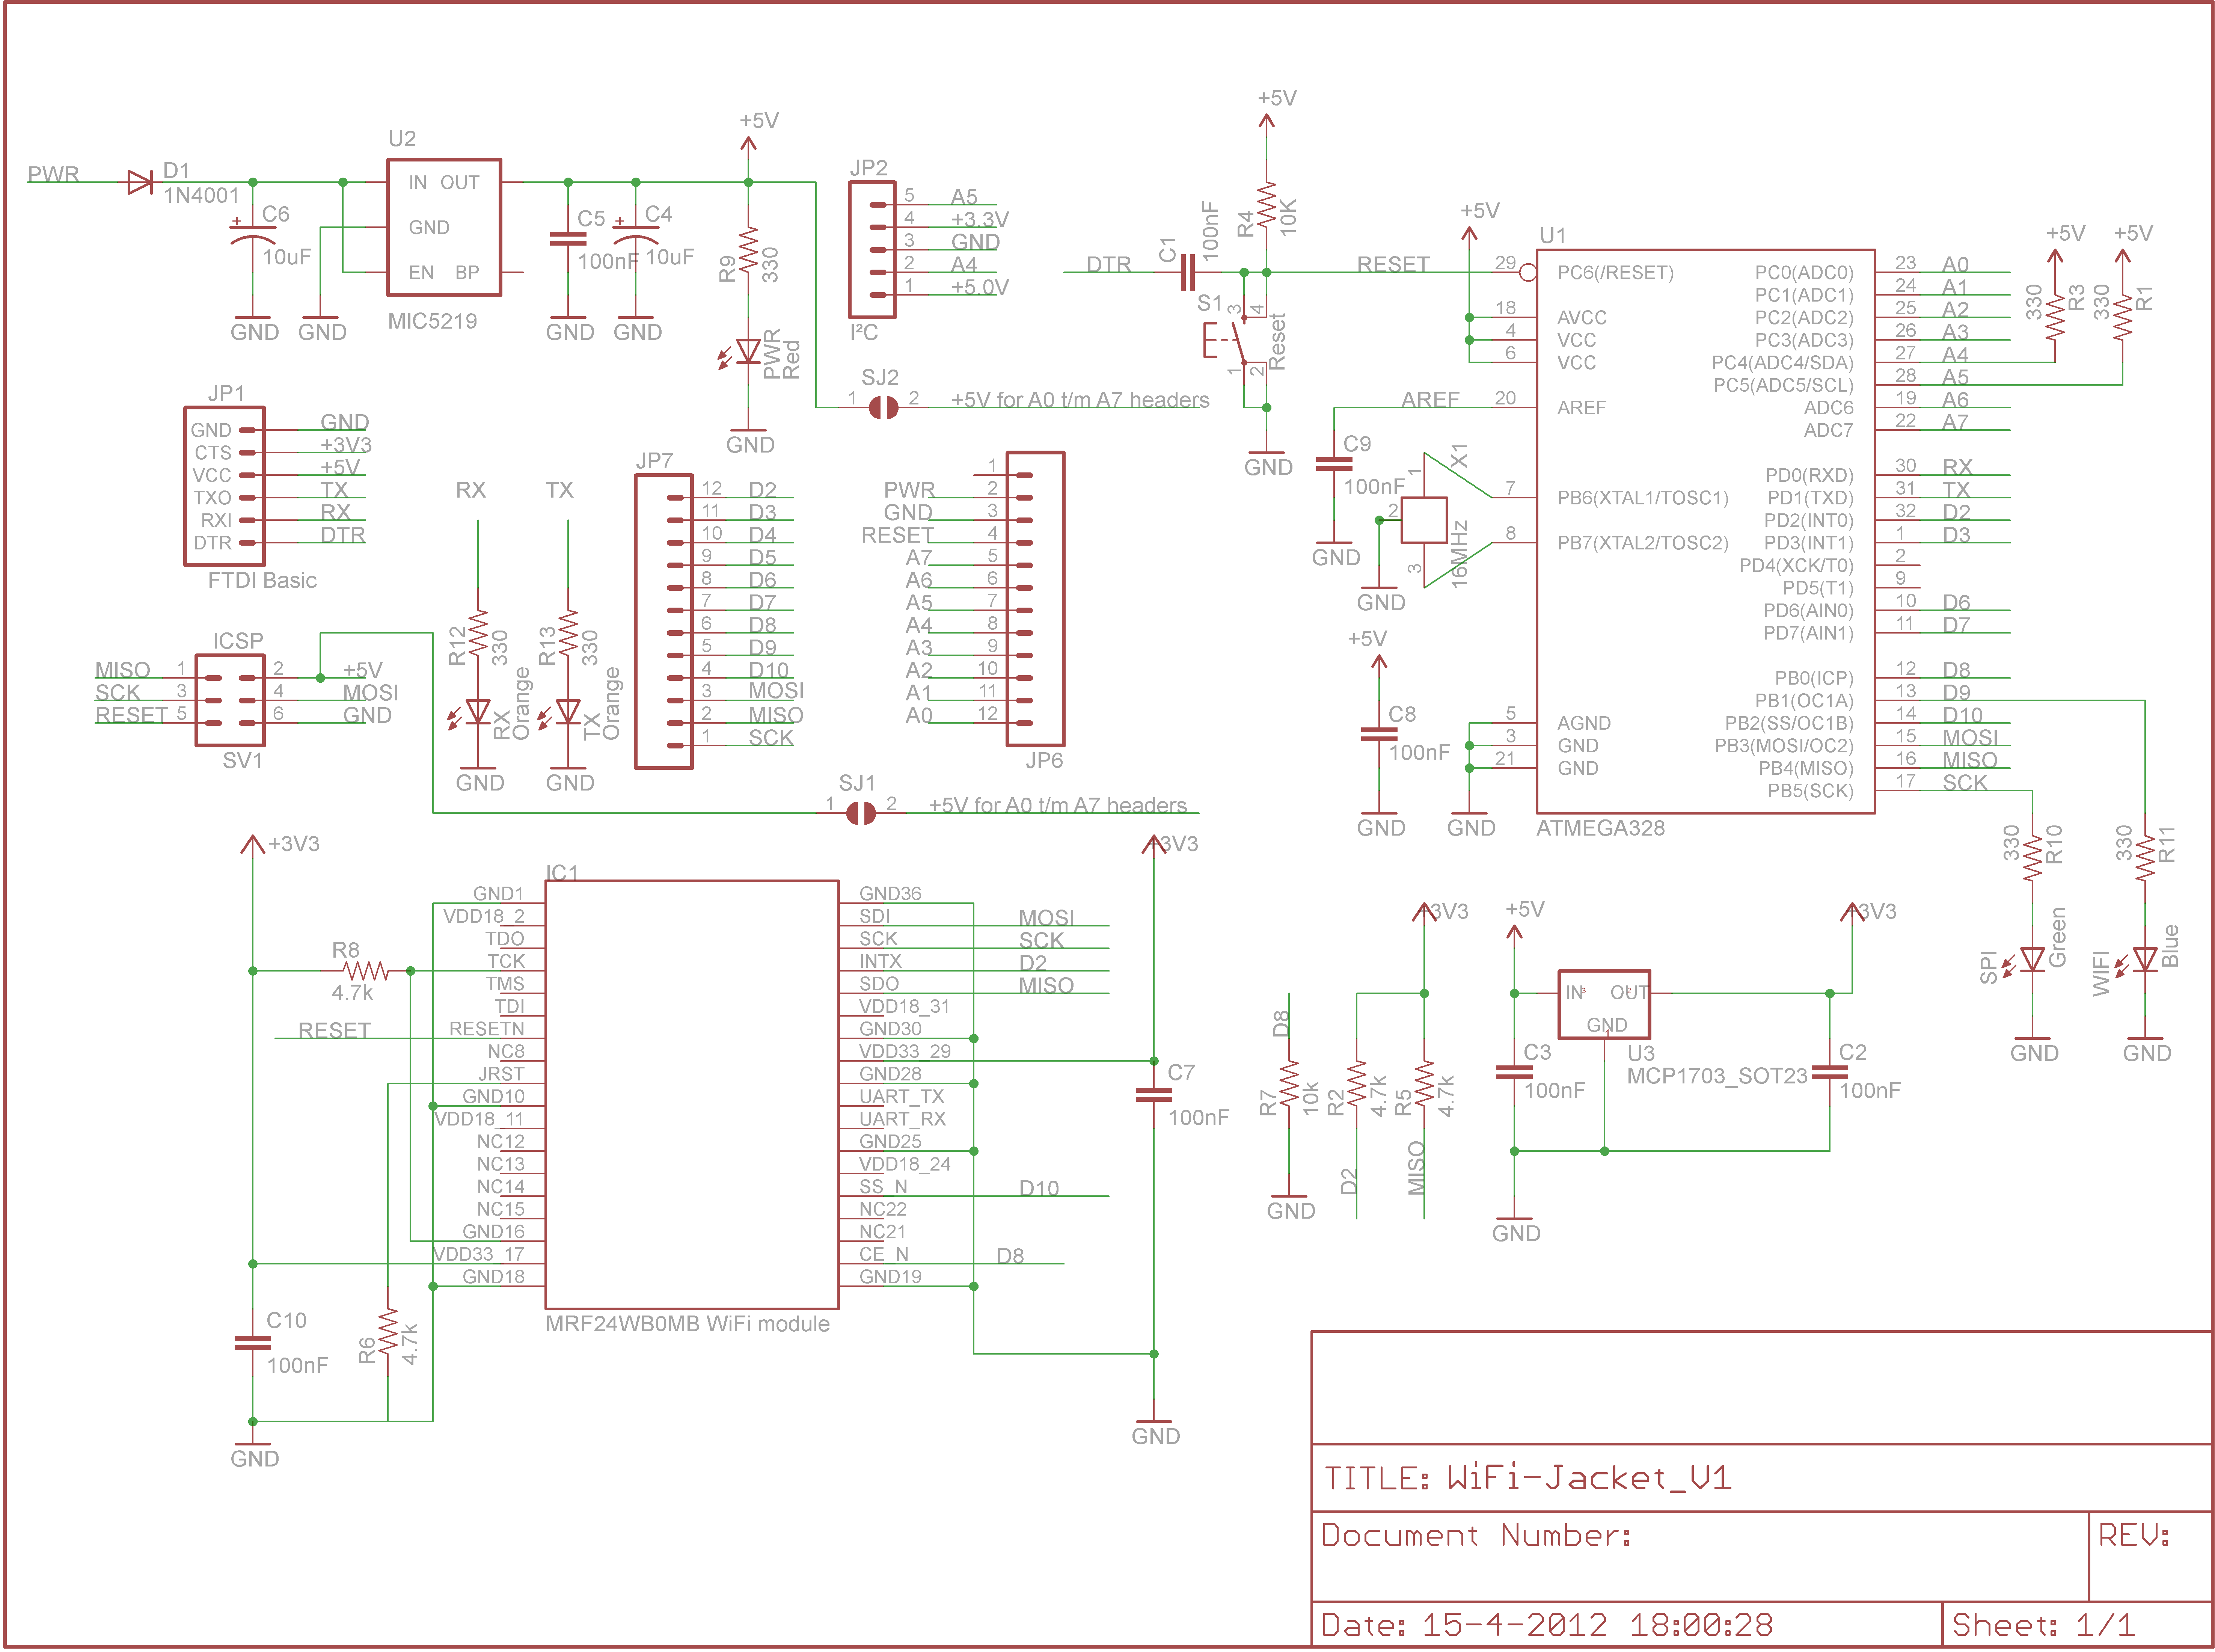 +5V
+5V
U2
PWR
D1
1N4001
IN OUT
GND
EN BP
MIC5219
C6
10uF
GND
GND
C5
100nF
GND
C4
10uF
GND
R9
330
PWR
Red
GND
JP2
5 A5
4 +3.3V
3 GND
2 A4
1 +5.0V
I²C
SJ2
1 2 +5V for A0 t/m A7 headers
DTR
C1
100nF
R4
10K
RESET
S1
3 4
1 2
Reset
GND
+5V
U1
29 PC6(/RESET)
18 AVCC
4 VCC
6 VCC
AREF 20 AREF
7 PB6(XTAL1/TOSC1)
8 PB7(XTAL2/TOSC2)
5 AGND
3 GND
21 GND
PC0(ADC0) 23 A0
PC1(ADC1) 24 A1
PC2(ADC2) 25 A2
PC3(ADC3) 26 A3
PC4(ADC4/SDA) 27 A4
PC5(ADC5/SCL) 28 A5
ADC6 19 A6
ADC7 22 A7
PD0(RXD) 30 RX
PD1(TXD) 31 TX
PD2(INT0) 32 D2
PD3(INT1) 1 D3
PD4(XCK/T0) 2
PD5(T1) 9
PD6(AIN0) 10 D6
PD7(AIN1) 11 D7
PB0(ICP) 12 D8
PB1(OC1A) 13 D9
PB2(SS/OC1B) 14 D10
PB3(MOSI/OC2) 15 MOSI
PB4(MISO) 16 MISO
PB5(SCK) 17 SCK
ATMEGA328
+5V
330
R3
+5V
330
R1
C9
100nF
GND
X1
1
2
3
16MHz
GND
+5V
C8
100nF
GND
GND
JP1
GND GND
CTS +3V3
VCC +5V
TXO TX
RXI RX
DTR DTR
FTDI Basic
ICSP
MISO 1 2 +5V
SCK 3 4 MOSI
RESET 5 6 GND
SV1
RX
R12
330
RX
Orange
GND
TX
R13
330
TX
Orange
GND
JP7
12 D2
11 D3
10 D4
9 D5
8 D6
7 D7
6 D8
5 D9
4 D10
3 MOSI
2 MISO
1 SCK
1
PWR 2
GND 3
RESET 4
A7 5
A6 6
A5 7
A4 8
A3 9
A2 10
A1 11
A0 12
JP6
SJ1
1 2 +5V for A0 t/m A7 headers
+3V3
R8
4.7k
RESET
C10
100nF
GND
R6
4.7k
IC1
GND1
VDD18_2
TDO
TCK
TMS
TDI
RESETN
NC8
JRST
GND10
VDD18_11
NC12
NC13
NC14
NC15
GND16
VDD33_17
GND18
GND36
SDI MOSI
SCK SCK
INTX D2
SDO MISO
VDD18_31
GND30
VDD33_29
GND28
UART_TX
UART_RX
GND25
VDD18_24
SS_N D10
NC22
NC21
CE_N D8
GND19
MRF24WB0MB WiFi module
+3V3
C7
100nF
GND
D8
R7
10k
GND
+3V3
R2
4.7k
D2
R5
4.7k
MISO
+5V
C3
100nF
GND
IN 3 OUT 2
GND
1
U3
MCP1703_SOT23
+3V3
C2
100nF
330
R10
SPI
Green
GND
330
R11
WIFI
Blue
GND
TITLE: WiFi-Jacket_V1
Document Number:
REV:
Date: 15-4-2012 18:00:28
Sheet: 1/1